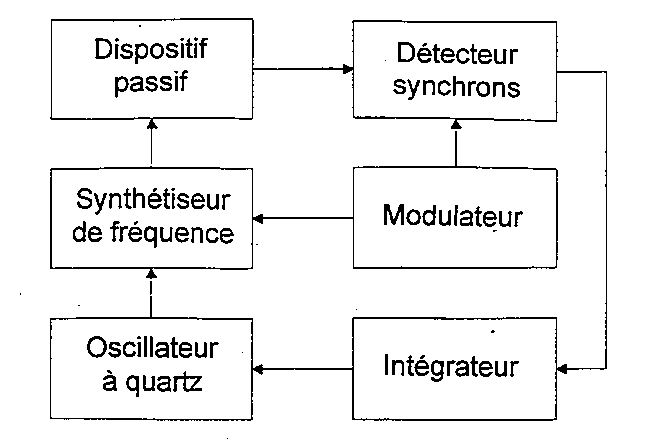 Dispositif
passif
Détecteur
synchrons
Synthétiseur
de fréquence
Modulateur
Oscillateur
à quartz
Intégrateur